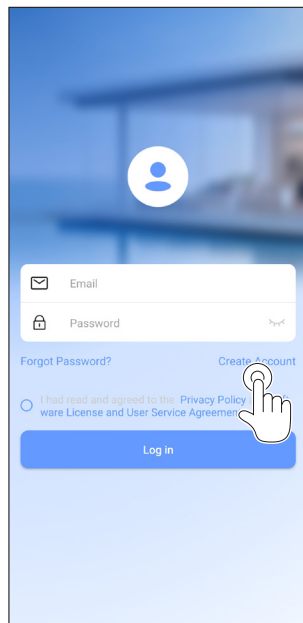 Email
Password
Forgot Password?
Create Account
I had read and agreed to the Privacy Policy
ware License and User Service Agreemen
Log in